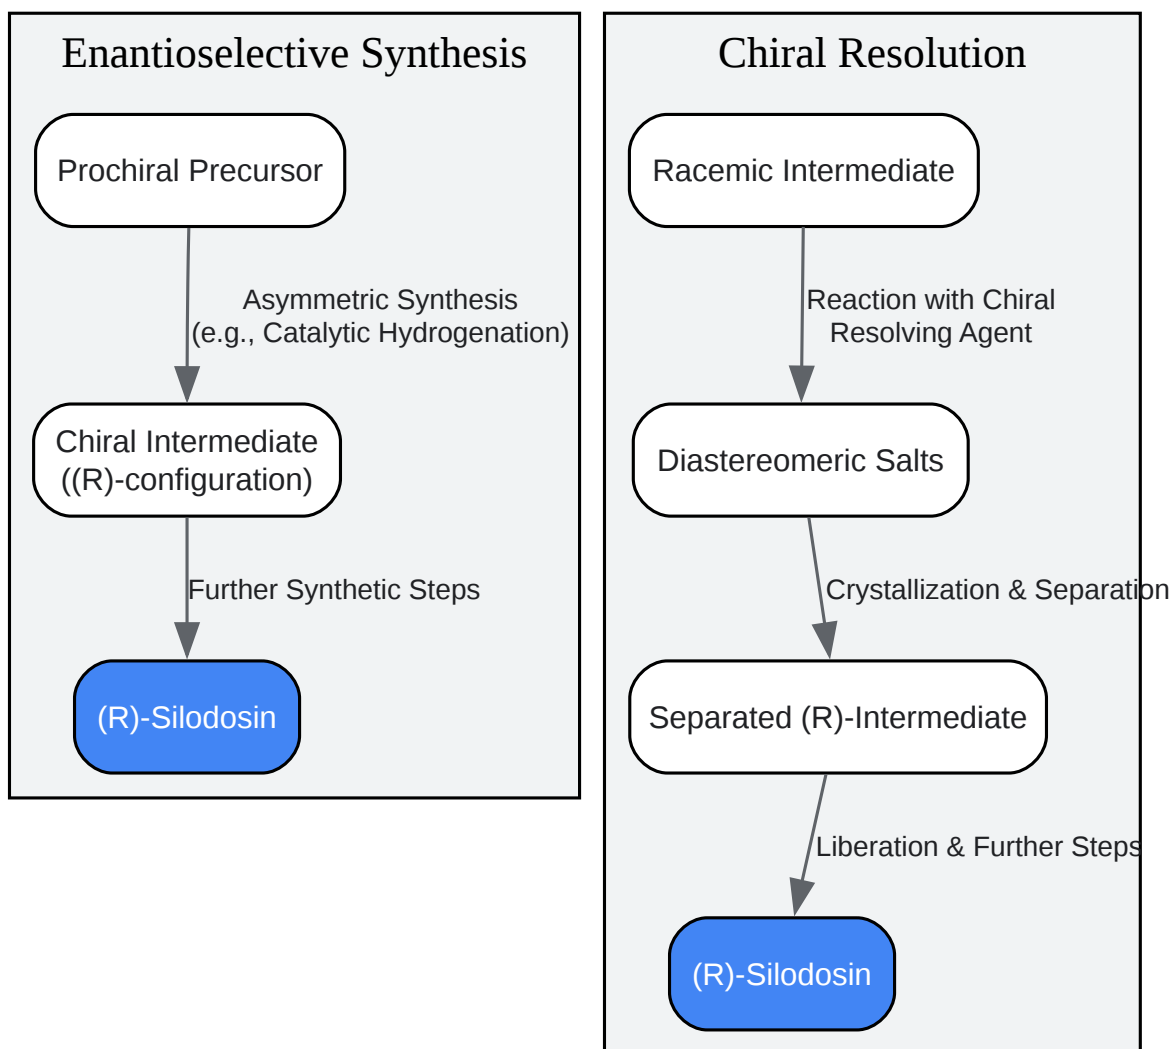 Enantioselective Synthesis
Prochiral Precursor
Asymmetric Synthesis
(e.g., Catalytic Hydrogenation)
Chiral Intermediate
((R)-configuration)
Further Synthetic Steps
(R)-Silodosin
Chiral Resolution
Racemic Intermediate
Reaction with Chiral
Resolving Agent
Diastereomeric Salts
Crystallization & Separation
Separated (R)-Intermediate
Liberation & Further Steps
(R)-Silodosin